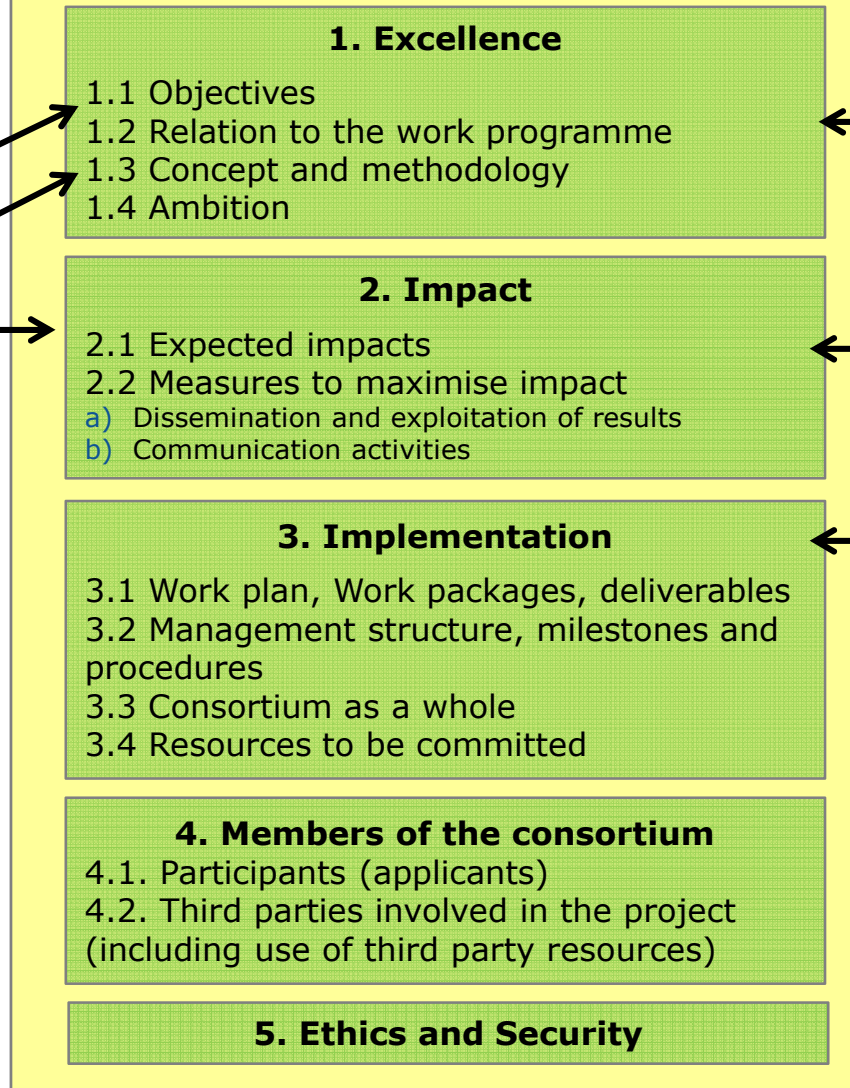 1. Excellence
1.1 Objectives
1.2 Relation to the work programme
1.3 Concept and methodology
1.4 Ambition
2. Impact
2.1 Expected impacts
2.2 Measures to maximise impact
a) Dissemination and exploitation of results
b) Communication activities
3. Implementation
3.1 Work plan, Work packages, deliverables
3.2 Management structure, milestones and
procedures
3.3 Consortium as a whole
3.4 Resources to be committed
4. Members of the consortium
4.1. Participants (applicants)
4.2. Third parties involved in the project
(including use of third party resources)
5. Ethics and Security